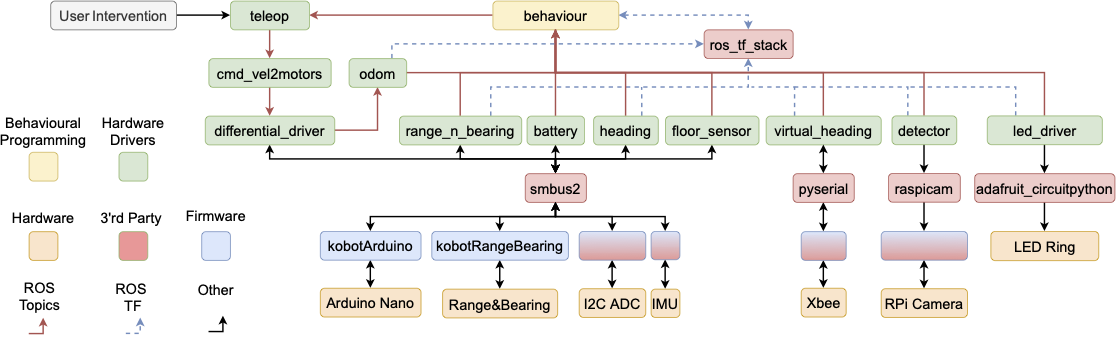 User Intervention
teleop
behaviour
ros_tf_stack
cmd_vel2motors
odom
differential_driver
range_n_bearing
battery
heading
floor_sensor
virtual_heading
detector
led_driver
Behavioural
Programming
Hardware
Drivers
smbus2
pyserial
raspicam
adafruit_circuitpython
Hardware
3'rd Party
Firmware
kobotArduino
kobotRangeBearing
LED Ring
ROS
Topics
ROS
TF
Other
Arduino Nano
Range&Bearing
I2C ADC
IMU
Xbee
RPi Camera